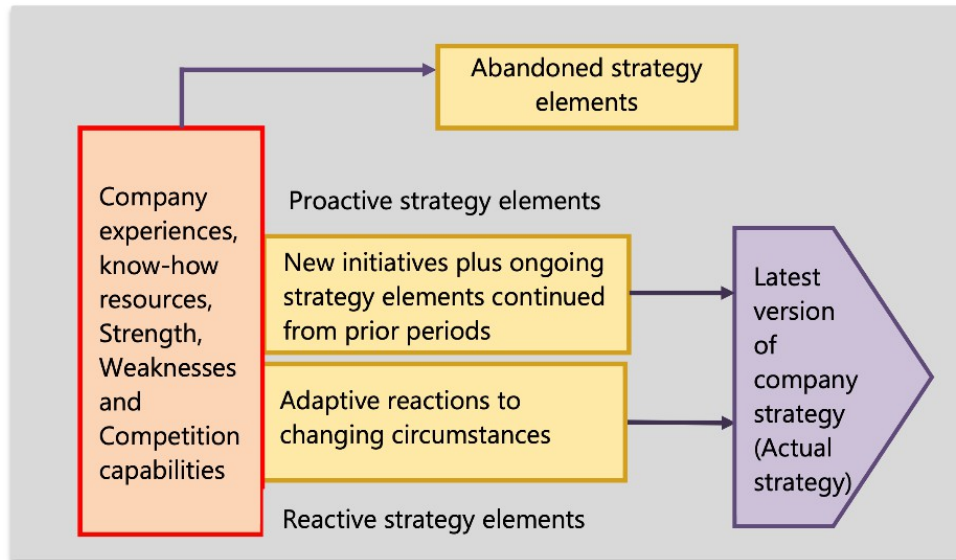 Abandoned strategy
elements
Company
experiences,
know-how
resources,
Strength,
Weaknesses
and
Competition
capabilities
Proactive strategy elements
New initiatives plus ongoing
strategy elements continued
from prior periods
Adaptive reactions to
changing circumstances
Reactive strategy elements
Latest
version
of
company
strategy
(Actual
strategy)